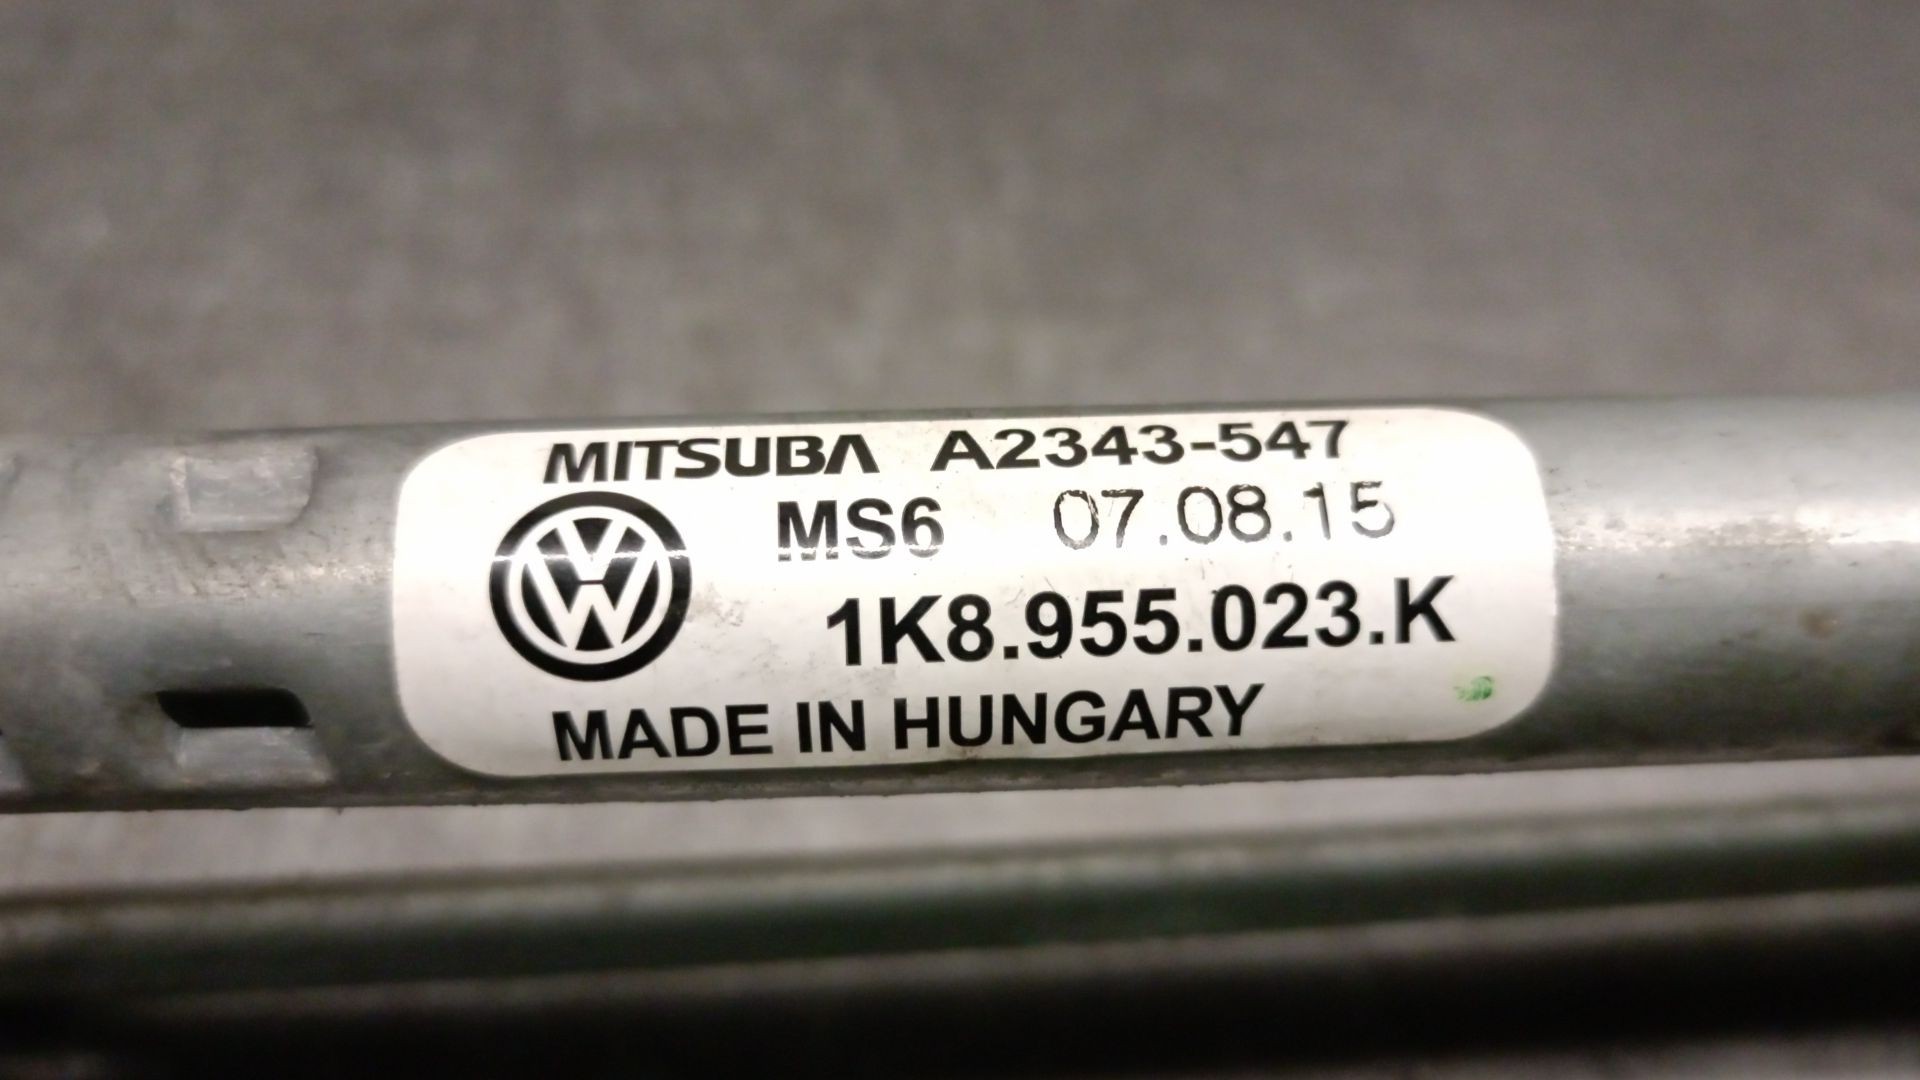 MITSUBA A2343-547
MS6 07.08.15
1K8.955.023.K
MADE IN HUNGARY